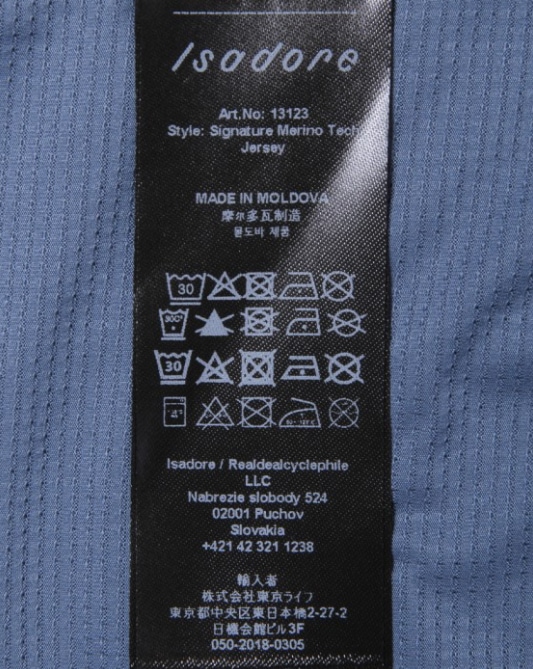 Isadore
Art.No: 13123
Style: Signature Merino Tech
Jersey
MADE IN MOLDOVA
摩尔多瓦制造
몰도바 제품
30
30°C
30
Isadore / Realdealcyclephile
LLC
Nabrezie slobody 524
02001 Puchov
Slovakia
+421 42 321 1238
輸入者
株式会社東京ライフ
東京都中央区東日本橋2-27-2
日機会館ビル3F
050-2018-0305